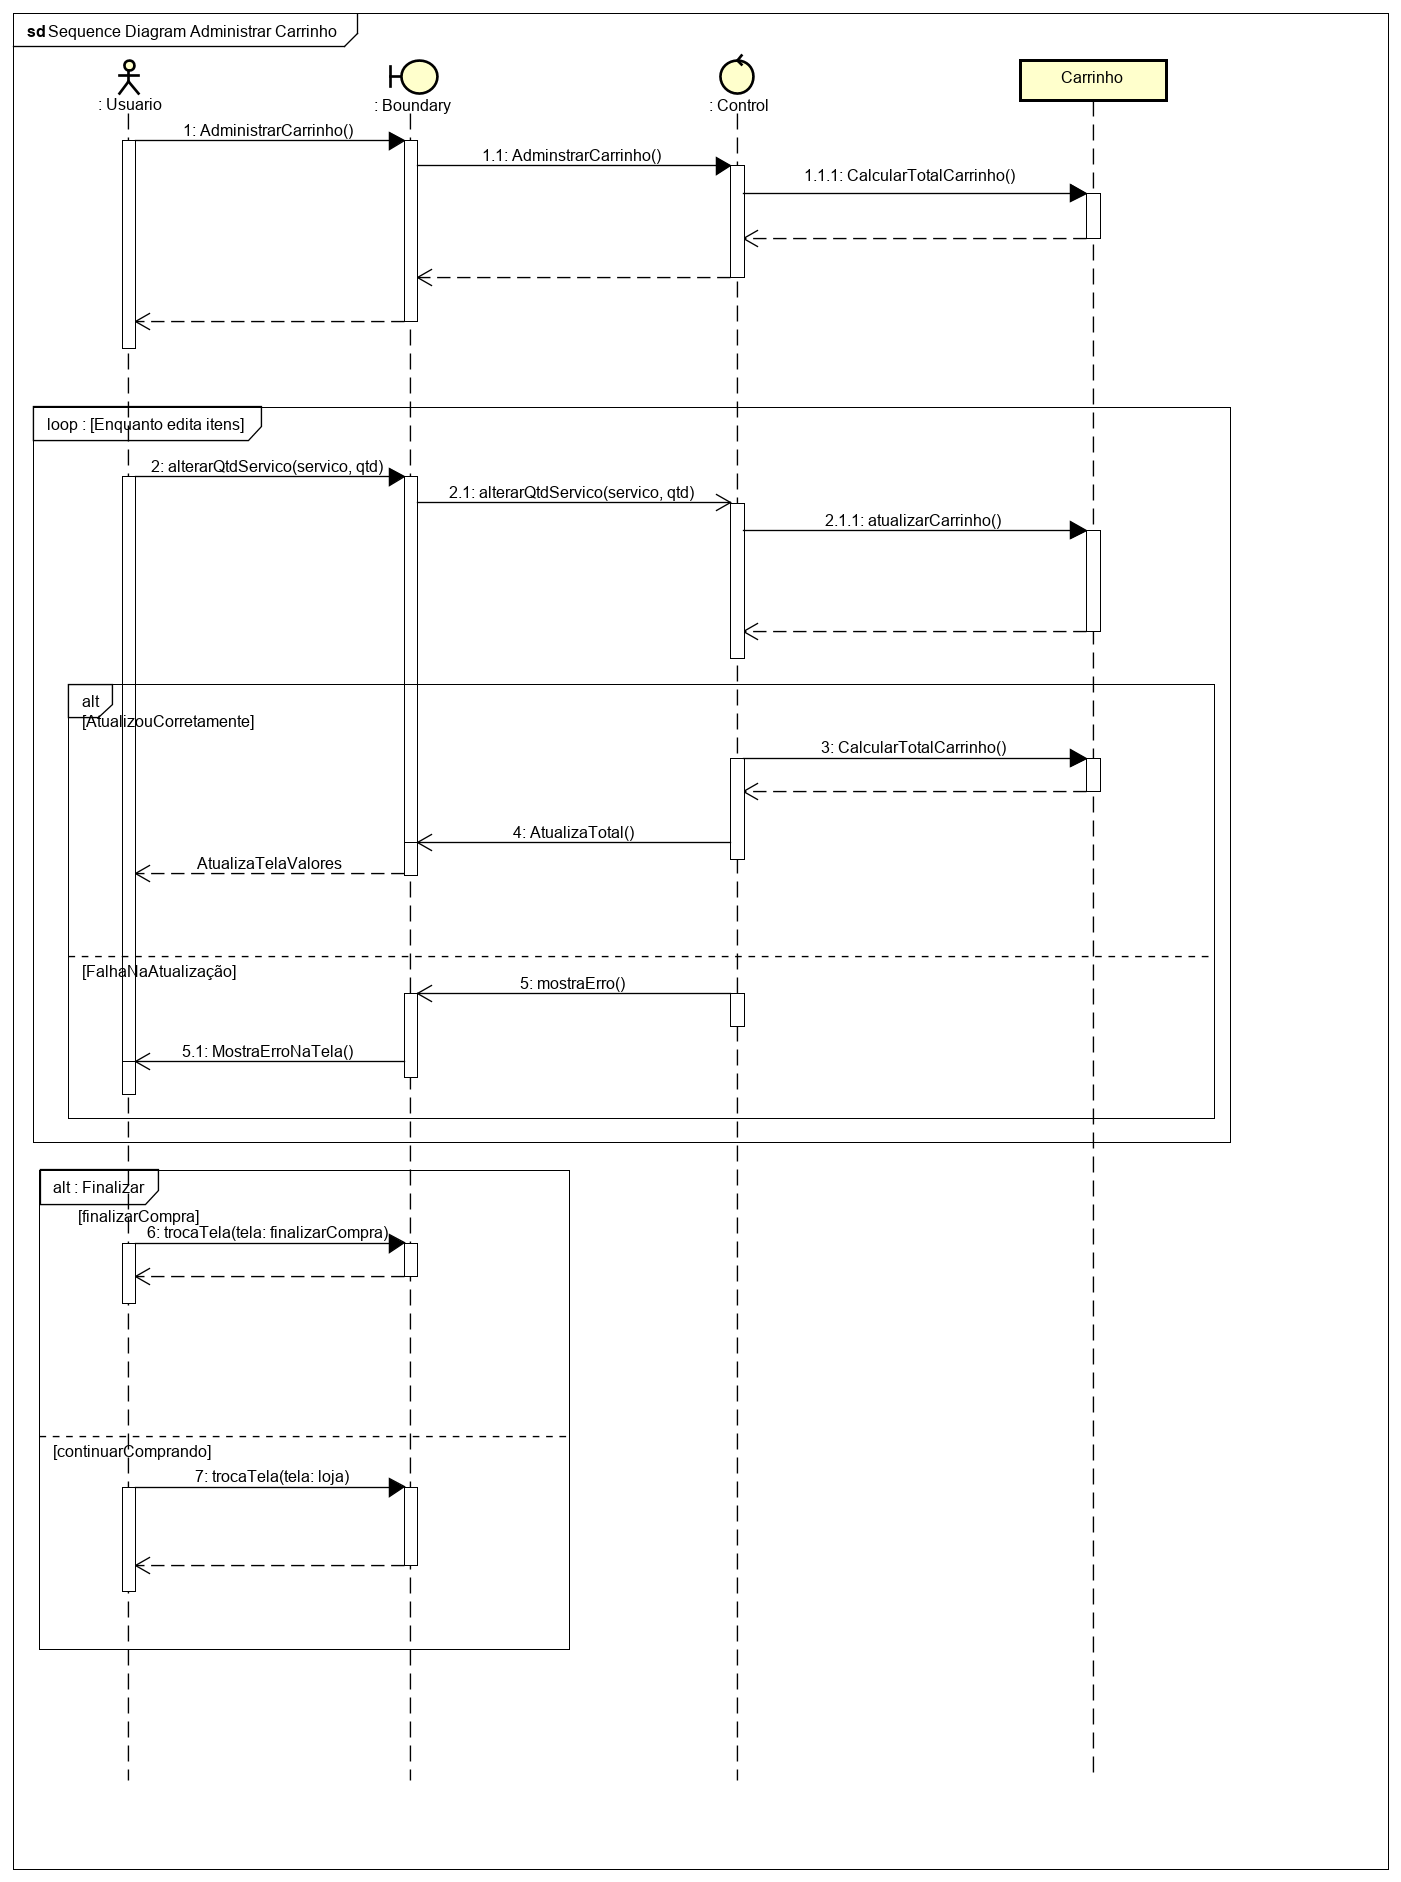 sd Sequence Diagram Administrar Carrinho
: Usuario
: Boundary
: Control
Carrinho
1: AdministrarCarrinho()
1.1: AdminstrarCarrinho()
1.1.1: CalcularTotalCarrinho()
loop : [Enquanto edita itens]
2: alterarQtdServico(servico, qtd)
2.1: alterarQtdServico(servico, qtd)
2.1.1: atualizarCarrinho()
alt
[AtualizouCorretamente]
3: CalcularTotalCarrinho()
4: AtualizaTotal()
AtualizaTelaValores
[FalhaNaAtualização]
5: mostraErro()
5.1: MostraErroNaTela()
alt : Finalizar
[finalizarCompra]
6: trocaTela(tela: finalizarCompra)
[continuarComprando]
7: trocaTela(tela: loja)